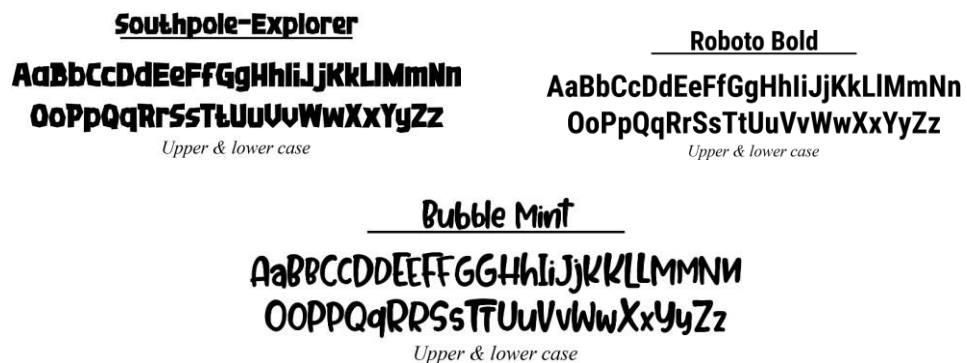 Southpole-Explorer
AaBbCcDdEeFfGgHhIiJjKkLlMmNn
OoPpQqRrSsTtUuVvWwXxYyZz
Upper & lower case
Roboto Bold
AaBbCcDdEeFfGgHhIiJjKkLlMmNn
OoPpQqRrSsTtUuVvWwXxYyZz
Upper & lower case
Bubble Mint
AaBBCcDDEEFFGGHhIiJjKKLLMMNN
OOPPQqRRSsTTUuVvWwXxYyZz
Upper & lower case